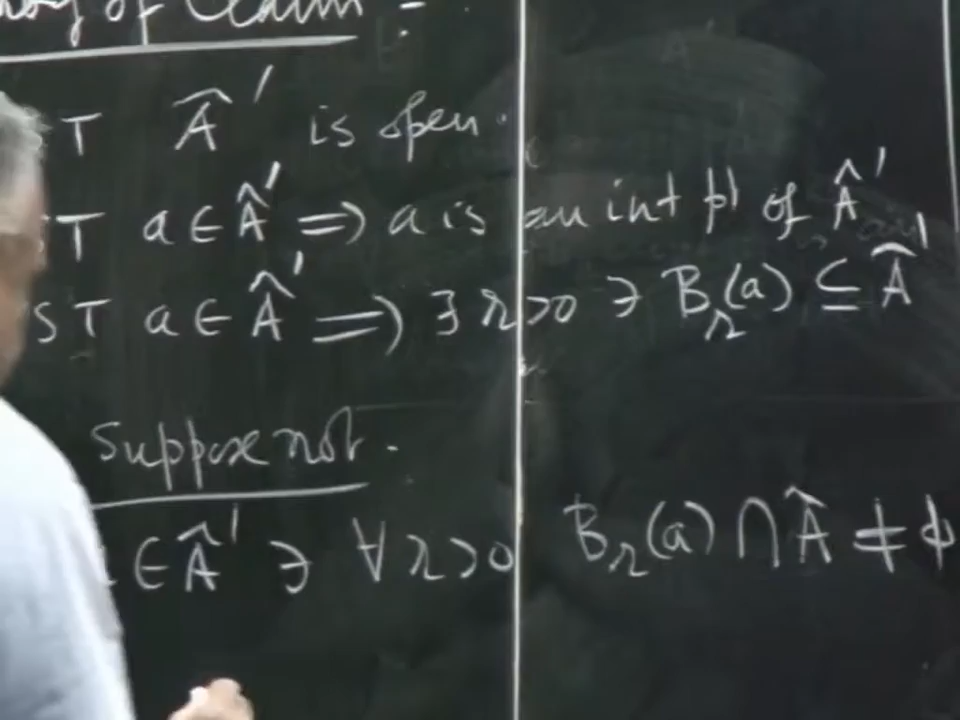 of Claim :
T Â′ is open.
T a ∈ Â′ ⟹ a is an int pt of Â′
ST a ∈ Â′ ⟹ ∃ r > 0 ∋ B_r(a) ⊆ Â′
Suppose not.
∈ Â′ ∋ ∀ r > 0 B_r(a) ∩ Â ≠ ϕ